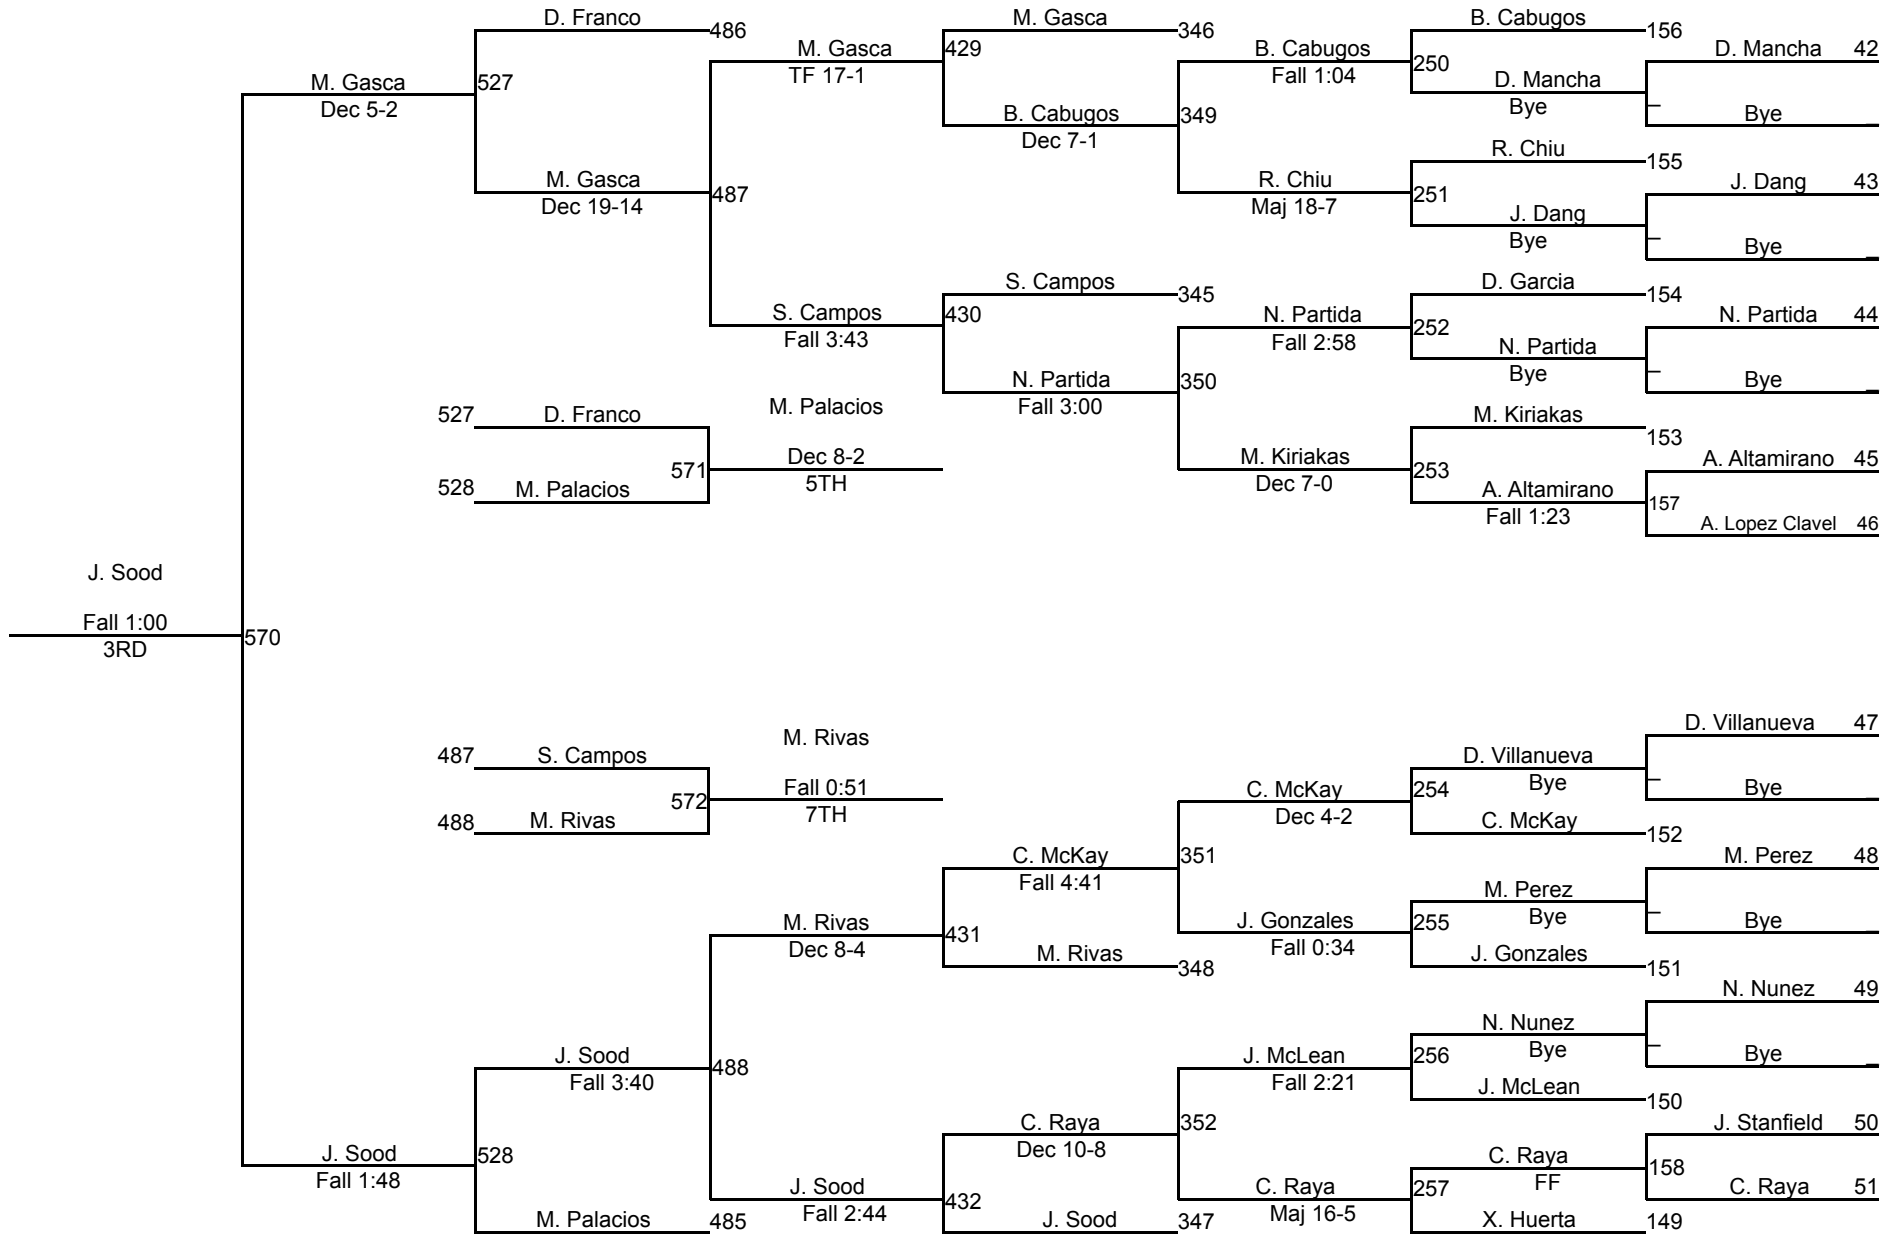 D. Franco
486
M. Gasca
346
B. Cabugos
156
M. Gasca
TF 17-1
429
B. Cabugos
Fall 1:04
250
D. Mancha 42
M. Gasca
Dec 5-2
527
D. Mancha
Bye
_
Bye _
B. Cabugos
Dec 7-1
349
R. Chiu
155
M. Gasca
Dec 19-14
487
R. Chiu
Maj 18-7
251
J. Dang 43
J. Dang
Bye
_
Bye _
S. Campos
345
D. Garcia
154
S. Campos
Fall 3:43
430
N. Partida
Fall 2:58
252
N. Partida 44
N. Partida
Bye
_
Bye _
N. Partida
Fall 3:00
350
527
D. Franco
M. Palacios
M. Kiriakas
153
571
Dec 8-2
5TH
M. Kiriakas
Dec 7-0
253
A. Altamirano 45
528
M. Palacios
A. Altamirano
Fall 1:23
157
A. Lopez Clavel 46
J. Sood
Fall 1:00
3RD
570
D. Villanueva 47
487
S. Campos
M. Rivas
D. Villanueva
Bye
_
Bye _
572
Fall 0:51
7TH
C. McKay
Dec 4-2
254
488
M. Rivas
C. McKay
152
C. McKay
Fall 4:41
351
M. Perez 48
M. Perez
Bye
_
Bye _
M. Rivas
Dec 8-4
431
J. Gonzales
Fall 0:34
255
M. Rivas
348
J. Gonzales
151
N. Nunez 49
N. Nunez
Bye
_
Bye _
J. Sood
Fall 3:40
488
J. McLean
Fall 2:21
256
J. McLean
150
C. Raya
Dec 10-8
352
J. Stanfield 50
J. Sood
Fall 1:48
528
C. Raya
FF
158
J. Sood
Fall 2:44
432
C. Raya
Maj 16-5
257
C. Raya 51
M. Palacios
485
J. Sood
347
X. Huerta
149